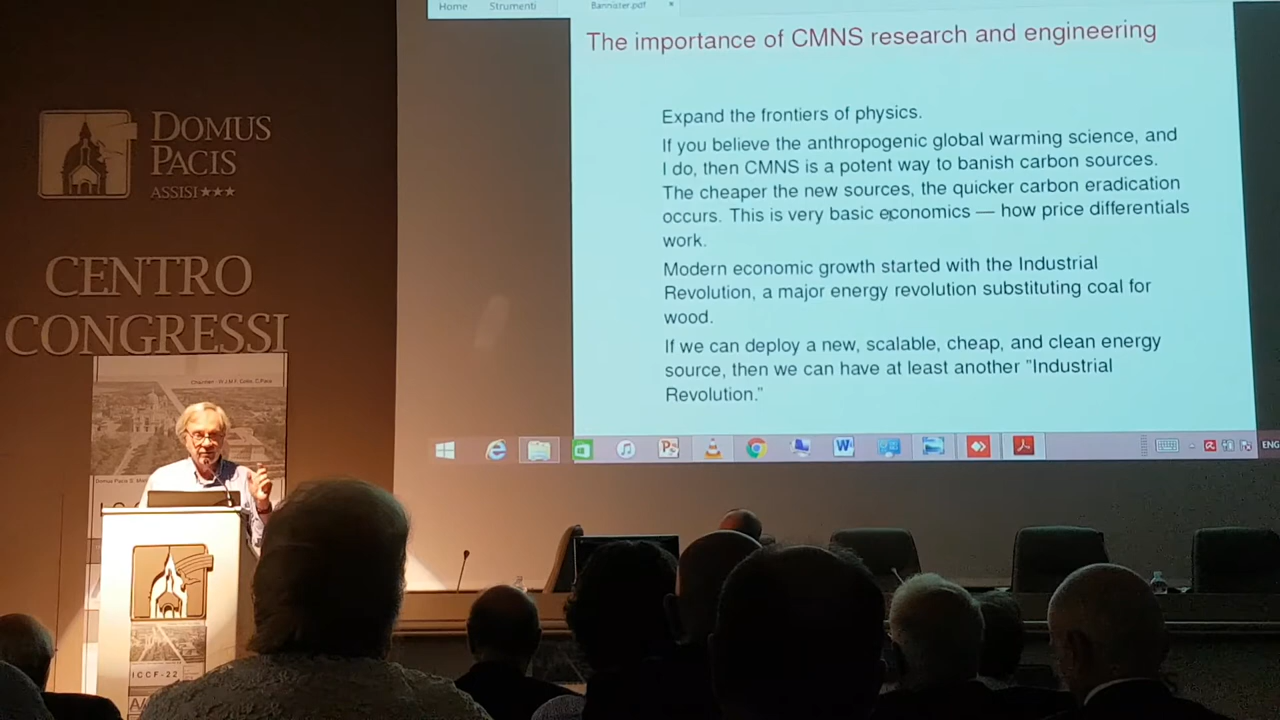 Home Strumenti Bannister.pdf ×
The importance of CMNS research and engineering
Expand the frontiers of physics.
If you believe the anthropogenic global warming science, and
I do, then CMNS is a potent way to banish carbon sources.
The cheaper the new sources, the quicker carbon eradication
occurs. This is very basic economics — how price differentials
work.
Modern economic growth started with the Industrial
Revolution, a major energy revolution substituting coal for
wood.
If we can deploy a new, scalable, cheap, and clean energy
source, then we can have at least another "Industrial
Revolution."
ENG
DOMUS
PACIS
ASSISI★★★
CENTRO
CONGRESSI
ICCF-22